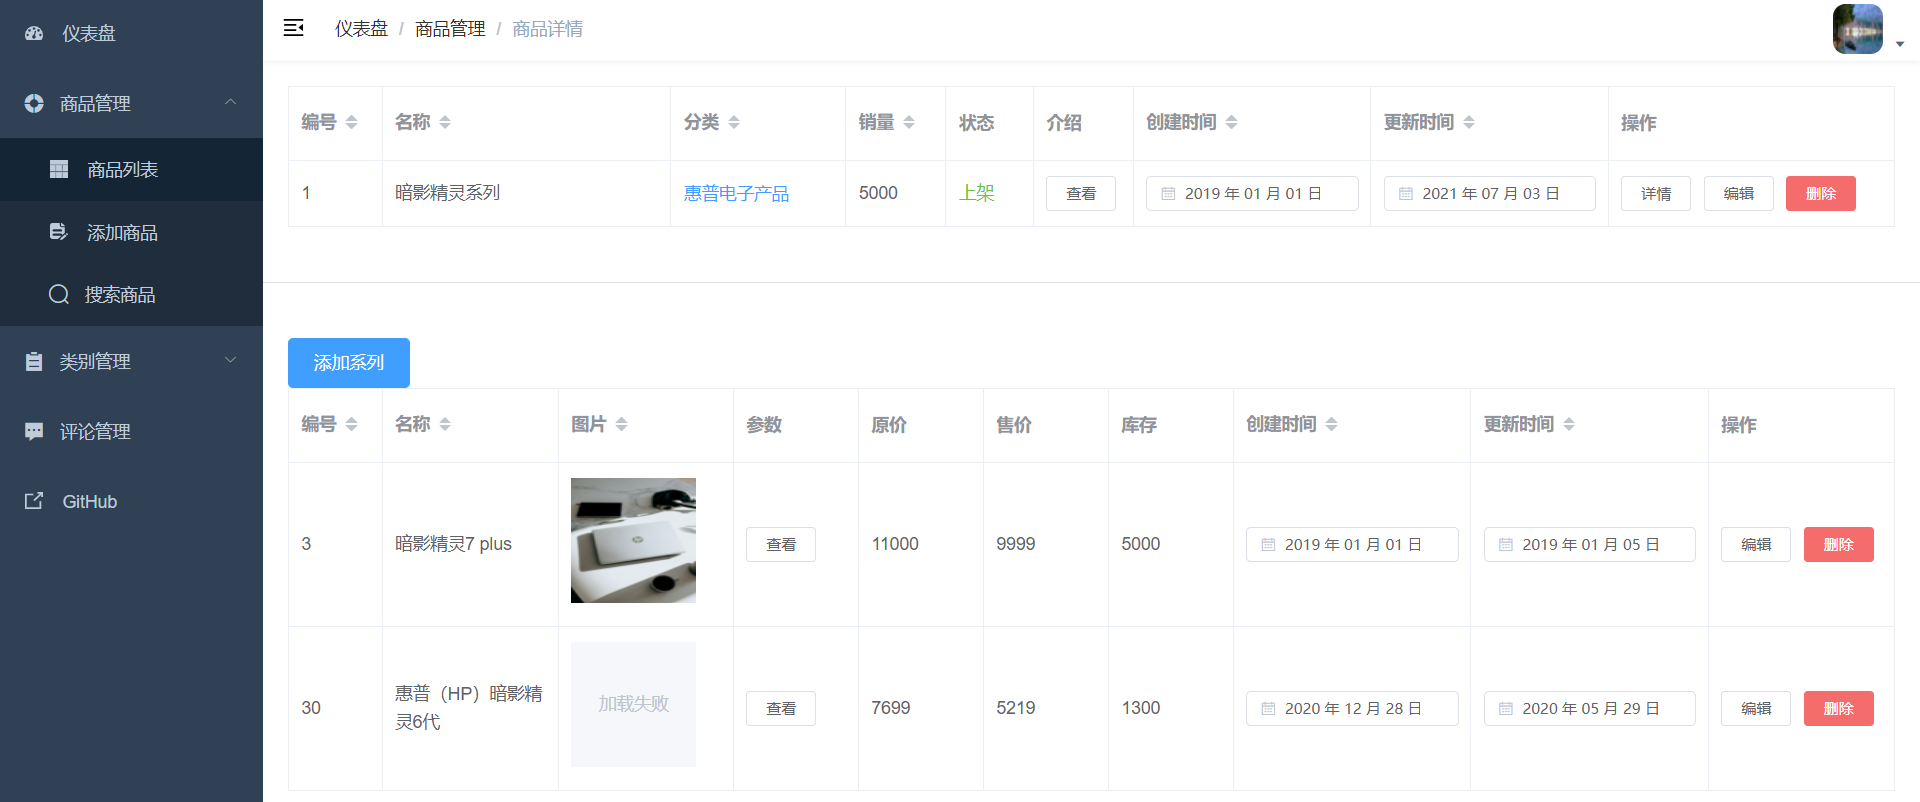 仪表盘
商品管理
商品列表
添加商品
搜索商品
类别管理
评论管理
GitHub
仪表盘 / 商品管理 / 商品详情
编号 名称 分类 销量 状态 介绍 创建时间 更新时间 操作
1 暗影精灵系列 惠普电子产品 5000 上架 查看 2019 年 01 月 01 日 2021 年 07 月 03 日 详情 编辑 删除
添加系列
编号 名称 图片 参数 原价 售价 库存 创建时间 更新时间 操作
3 暗影精灵7 plus 查看 11000 9999 5000 2019 年 01 月 01 日 2019 年 01 月 05 日 编辑 删除
30 惠普（HP）暗影精
灵6代 加载失败 查看 7699 5219 1300 2020 年 12 月 28 日 2020 年 05 月 29 日 编辑 删除